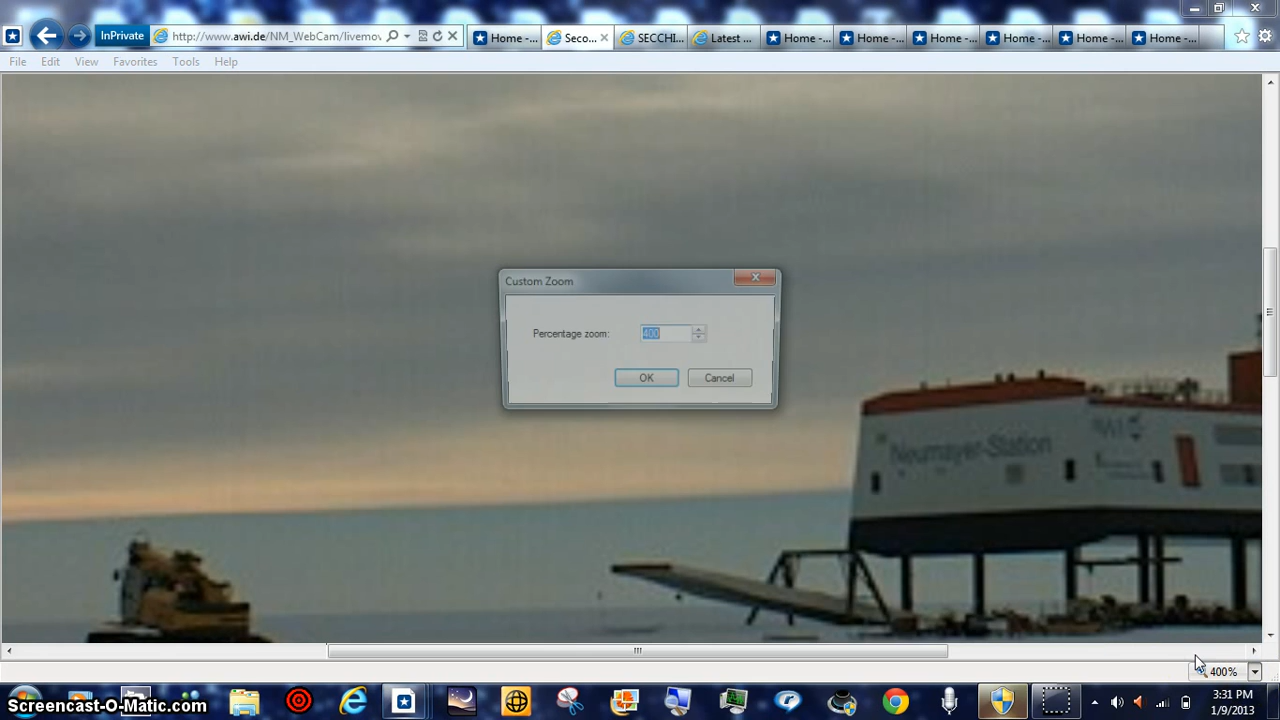 InPrivate
http://www.awi.de/NM_WebCam/livemov
Home -...
Seco...
SECCHI...
Latest ...
Home -...
Home -...
Home -...
Home -...
Home -...
Home -...
File Edit View Favorites Tools Help
Custom Zoom
Percentage zoom: 400
OK Cancel
Neumayer-Station
AWI
400%
3:31 PM
1/9/2013
Screencast-O-Matic.com